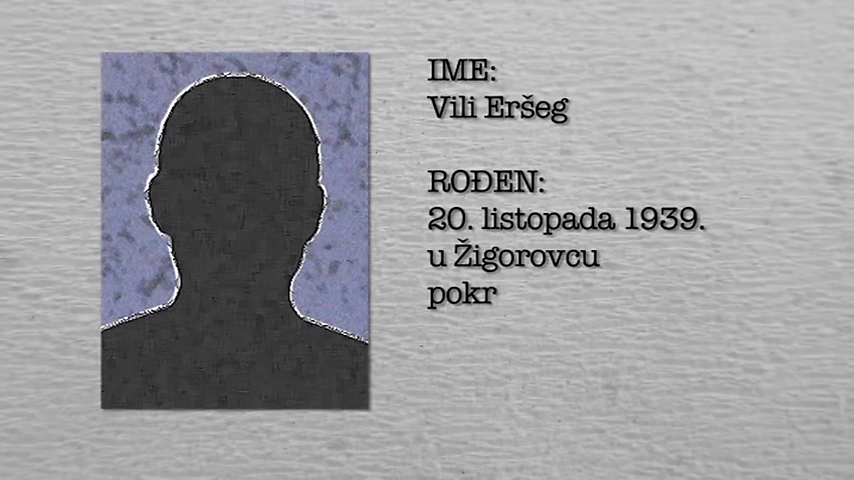 IME:
Vili Eršeg
ROĐEN:
20. listopada 1939.
u Žigorovcu
pokr